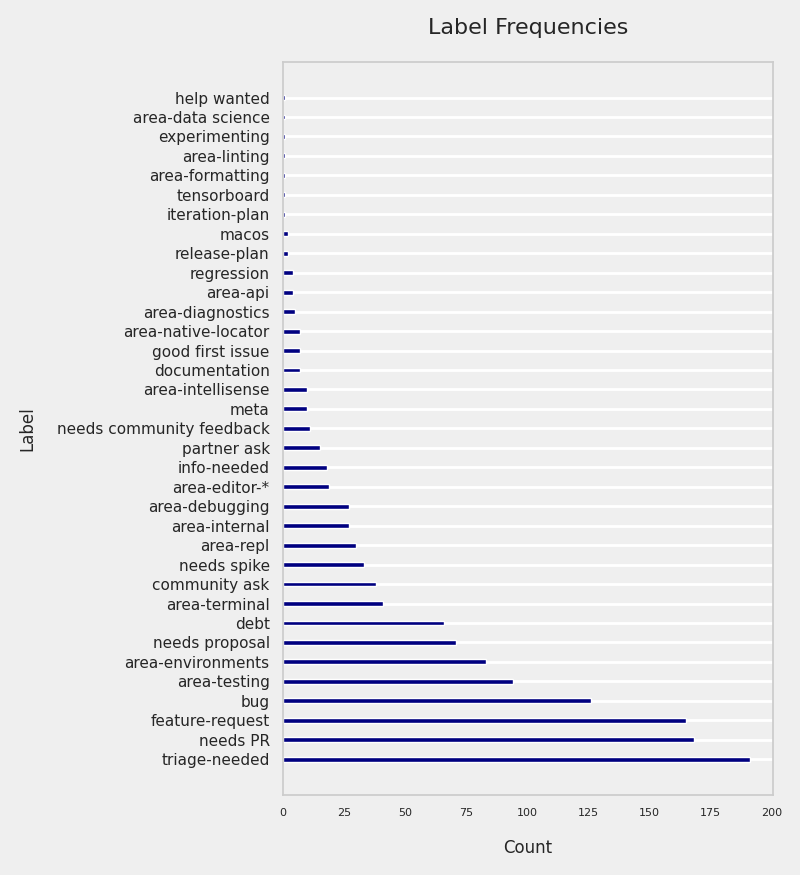 Label Frequencies
help wanted
area-data science
experimenting
area-linting
area-formatting
tensorboard
iteration-plan
macos
release-plan
regression
area-api
area-diagnostics
area-native-locator
good first issue
documentation
area-intellisense
meta
needs community feedback
partner ask
info-needed
area-editor-*
area-debugging
area-internal
area-repl
needs spike
community ask
area-terminal
debt
needs proposal
area-environments
area-testing
bug
feature-request
needs PR
triage-needed
Label
0 25 50 75 100 125 150 175 200
Count